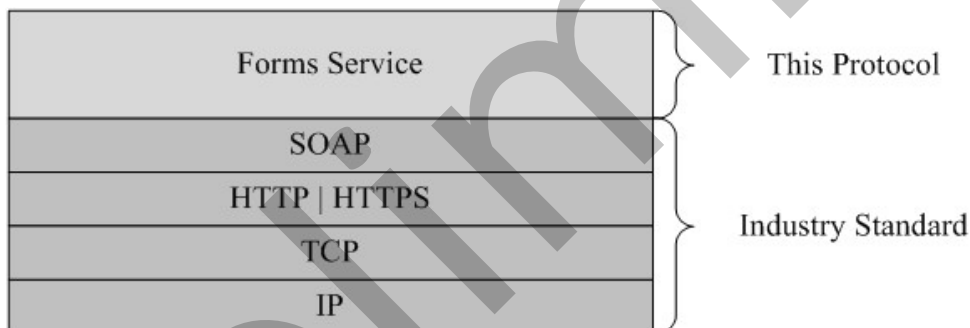 Forms Service
This Protocol
SOAP
HTTP | HTTPS
Industry Standard
TCP
IP